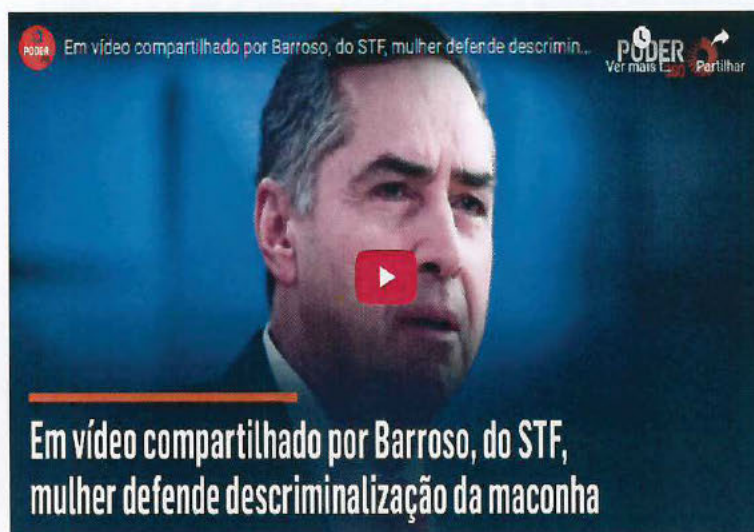 PODER
Em vídeo compartilhado por Barroso, do STF, mulher defende descrimin...
PODER
360
Ver mais t...
Partilhar
Em vídeo compartilhado por Barroso, do STF,
mulher defende descriminalização da maconha